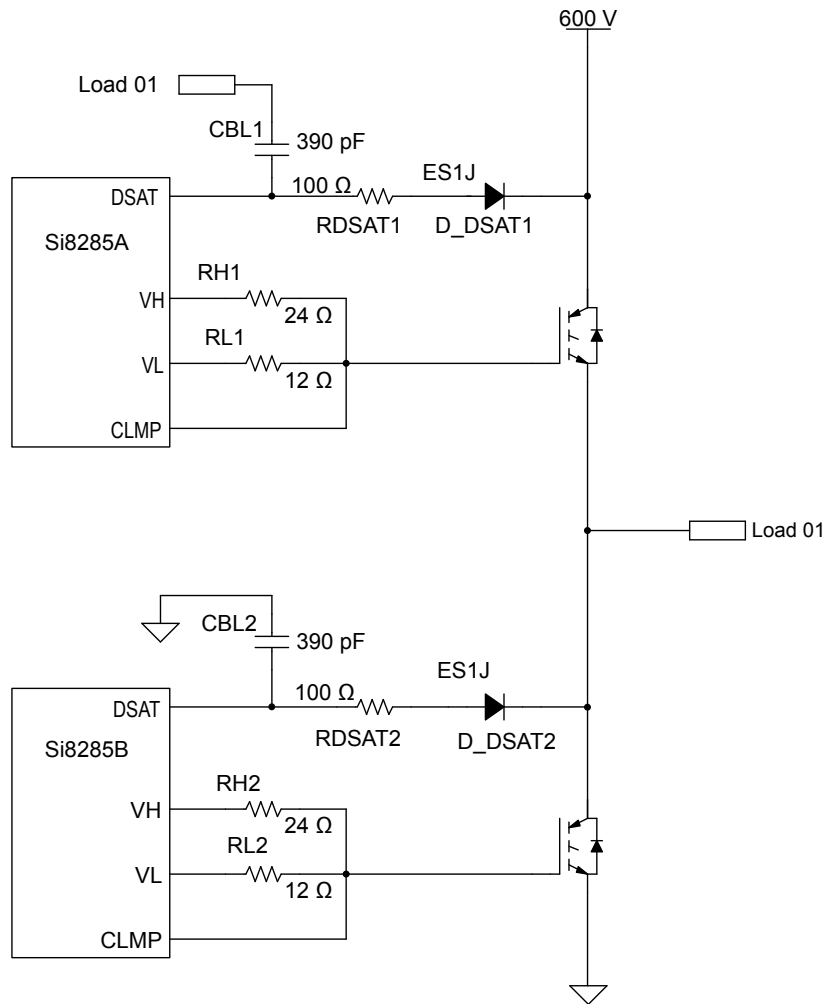 600 V
Load 01
CBL1
390 pF
DSAT
100 Ω
ES1J
RDSAT1
D_DSAT1
Si8285A
RH1
VH
24 Ω
RL1
VL
12 Ω
CLMP
Load 01
CBL2
390 pF
DSAT
100 Ω
ES1J
RDSAT2
D_DSAT2
Si8285B
RH2
VH
24 Ω
RL2
VL
12 Ω
CLMP